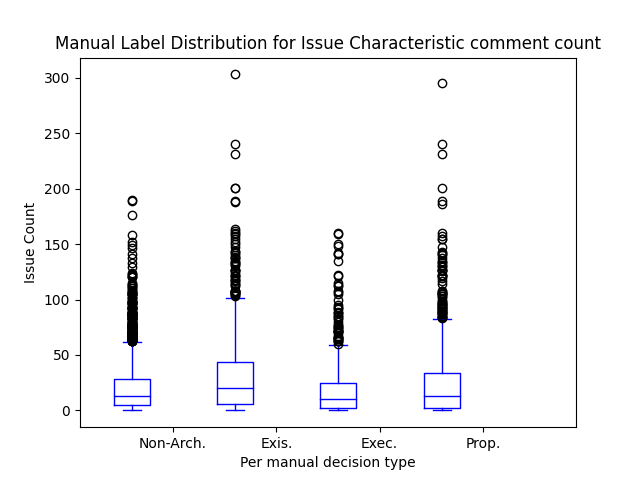 Manual Label Distribution for Issue Characteristic comment count
300
250
200
150
100
50
0
Issue Count
Non-Arch. Exis. Exec. Prop.
Per manual decision type